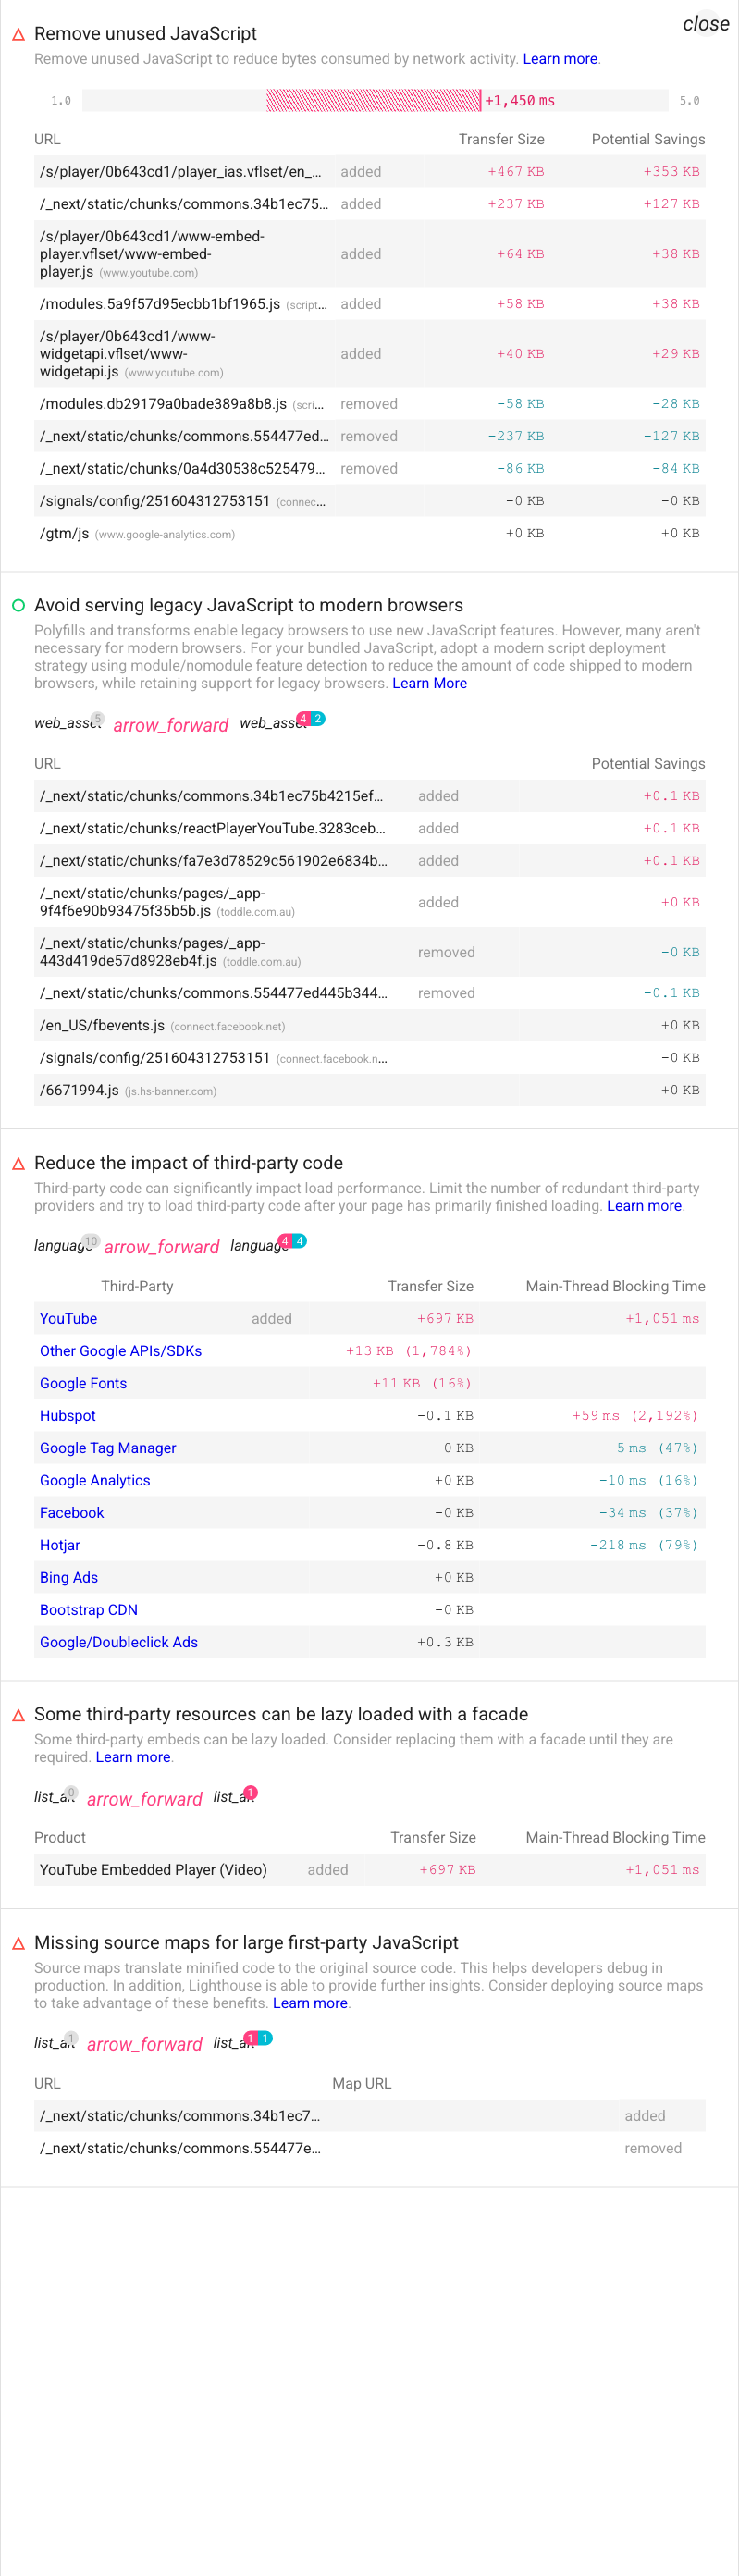 close
Remove unused JavaScript
Remove unused JavaScript to reduce bytes consumed by network activity. Learn more.
1.0 +1,450 ms 5.0
URL Transfer Size Potential Savings
/s/player/0b643cd1/player_ias.vflset/en_... added +467 KB +353 KB
/_next/static/chunks/commons.34b1ec75... added +237 KB +127 KB
/s/player/0b643cd1/www-embed-
player.vflset/www-embed- added +64 KB +38 KB
player.js (www.youtube.com)
/modules.5a9f57d95ecbb1bf1965.js (script... added +58 KB +38 KB
/s/player/0b643cd1/www-
widgetapi.vflset/www- added +40 KB +29 KB
widgetapi.js (www.youtube.com)
/modules.db29179a0bade389a8b8.js (scri... removed -58 KB -28 KB
/_next/static/chunks/commons.554477ed... removed -237 KB -127 KB
/_next/static/chunks/0a4d30538c525479... removed -86 KB -84 KB
/signals/config/251604312753151 (connec... -0 KB -0 KB
/gtm/js (www.google-analytics.com) +0 KB +0 KB
Avoid serving legacy JavaScript to modern browsers
Polyfills and transforms enable legacy browsers to use new JavaScript features. However, many aren't
necessary for modern browsers. For your bundled JavaScript, adopt a modern script deployment
strategy using module/nomodule feature detection to reduce the amount of code shipped to modern
browsers, while retaining support for legacy browsers. Learn More
web_asset 5 arrow_forward web_asset 4 2
URL Potential Savings
/_next/static/chunks/commons.34b1ec75b4215ef... added +0.1 KB
/_next/static/chunks/reactPlayerYouTube.3283ceb... added +0.1 KB
/_next/static/chunks/fa7e3d78529c561902e6834b... added +0.1 KB
/_next/static/chunks/pages/_app-
9f4f6e90b93475f35b5b.js (toddle.com.au) added +0 KB
/_next/static/chunks/pages/_app-
443d419de57d8928eb4f.js (toddle.com.au) removed -0 KB
/_next/static/chunks/commons.554477ed445b344... removed -0.1 KB
/en_US/fbevents.js (connect.facebook.net) +0 KB
/signals/config/251604312753151 (connect.facebook.n... -0 KB
/6671994.js (js.hs-banner.com) +0 KB
Reduce the impact of third-party code
Third-party code can significantly impact load performance. Limit the number of redundant third-party
providers and try to load third-party code after your page has primarily finished loading. Learn more.
language 10 arrow_forward language 4 4
Third-Party Transfer Size Main-Thread Blocking Time
YouTube added +697 KB +1,051 ms
Other Google APIs/SDKs +13 KB (1,784%)
Google Fonts +11 KB (16%)
Hubspot -0.1 KB +59 ms (2,192%)
Google Tag Manager -0 KB -5 ms (47%)
Google Analytics +0 KB -10 ms (16%)
Facebook -0 KB -34 ms (37%)
Hotjar -0.8 KB -218 ms (79%)
Bing Ads +0 KB
Bootstrap CDN -0 KB
Google/Doubleclick Ads +0.3 KB
Some third-party resources can be lazy loaded with a facade
Some third-party embeds can be lazy loaded. Consider replacing them with a facade until they are
required. Learn more.
list_alt 0 arrow_forward list_alt 1
Product Transfer Size Main-Thread Blocking Time
YouTube Embedded Player (Video) added +697 KB +1,051 ms
Missing source maps for large first-party JavaScript
Source maps translate minified code to the original source code. This helps developers debug in
production. In addition, Lighthouse is able to provide further insights. Consider deploying source maps
to take advantage of these benefits. Learn more.
list_alt 1 arrow_forward list_alt 1 1
URL Map URL
/_next/static/chunks/commons.34b1ec7... added
/_next/static/chunks/commons.554477e... removed